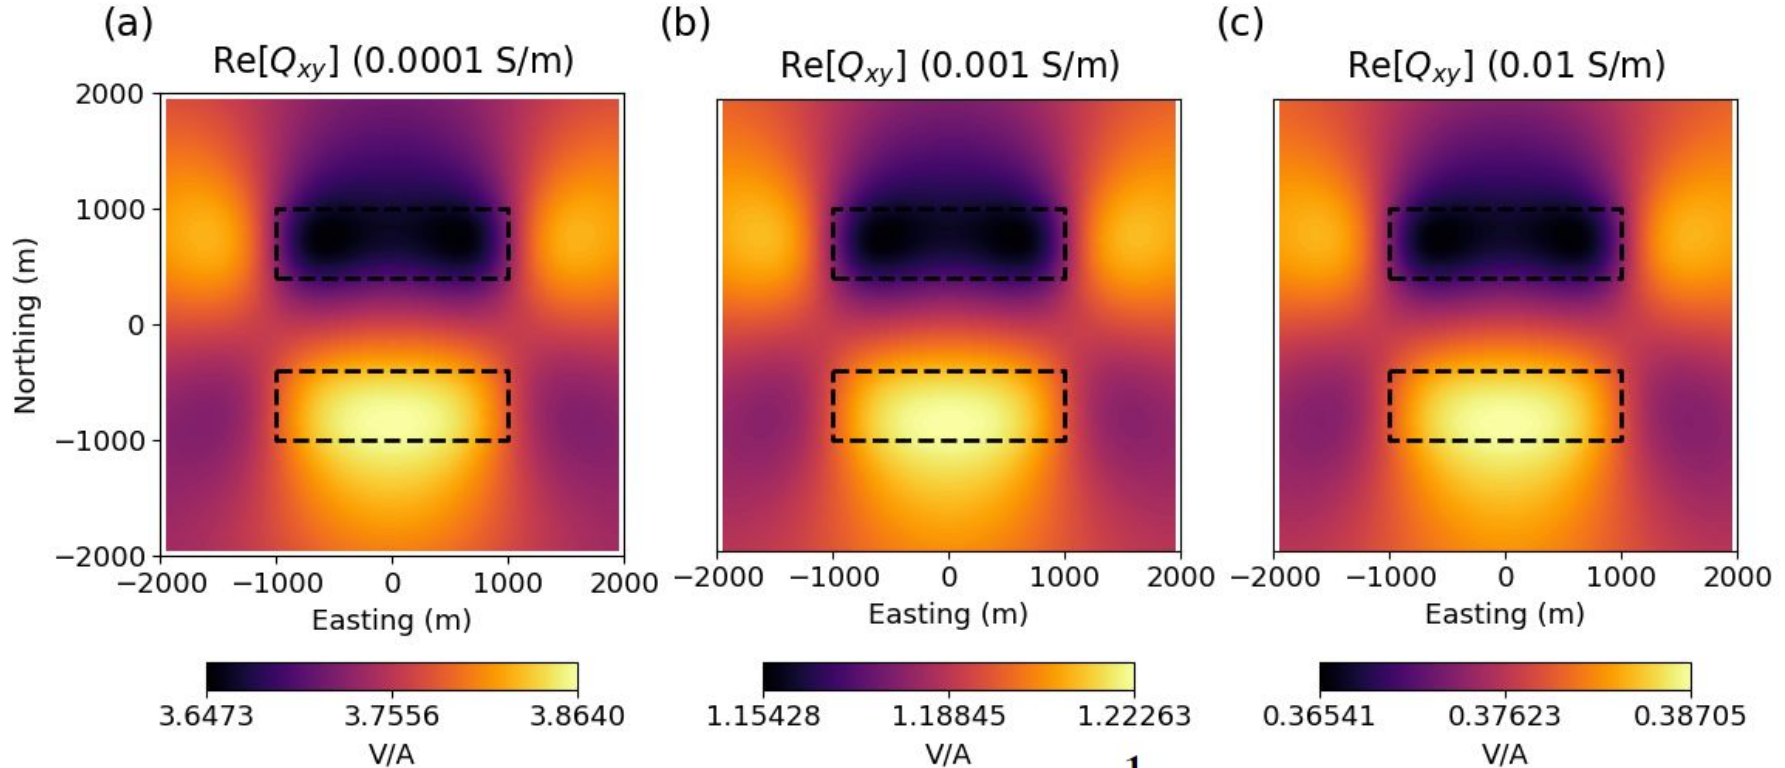 (a)
Re[Qxy] (0.0001 S/m)
2000
1000
0
−1000
−2000
Northing (m)
−2000 −1000 0 1000 2000
Easting (m)
3.6473 3.7556 3.8640
V/A
(b)
Re[Qxy] (0.001 S/m)
−2000 −1000 0 1000 2000
Easting (m)
1.15428 1.18845 1.22263
V/A
(c)
Re[Qxy] (0.01 S/m)
−2000 −1000 0 1000 2000
Easting (m)
0.36541 0.37623 0.38705
V/A